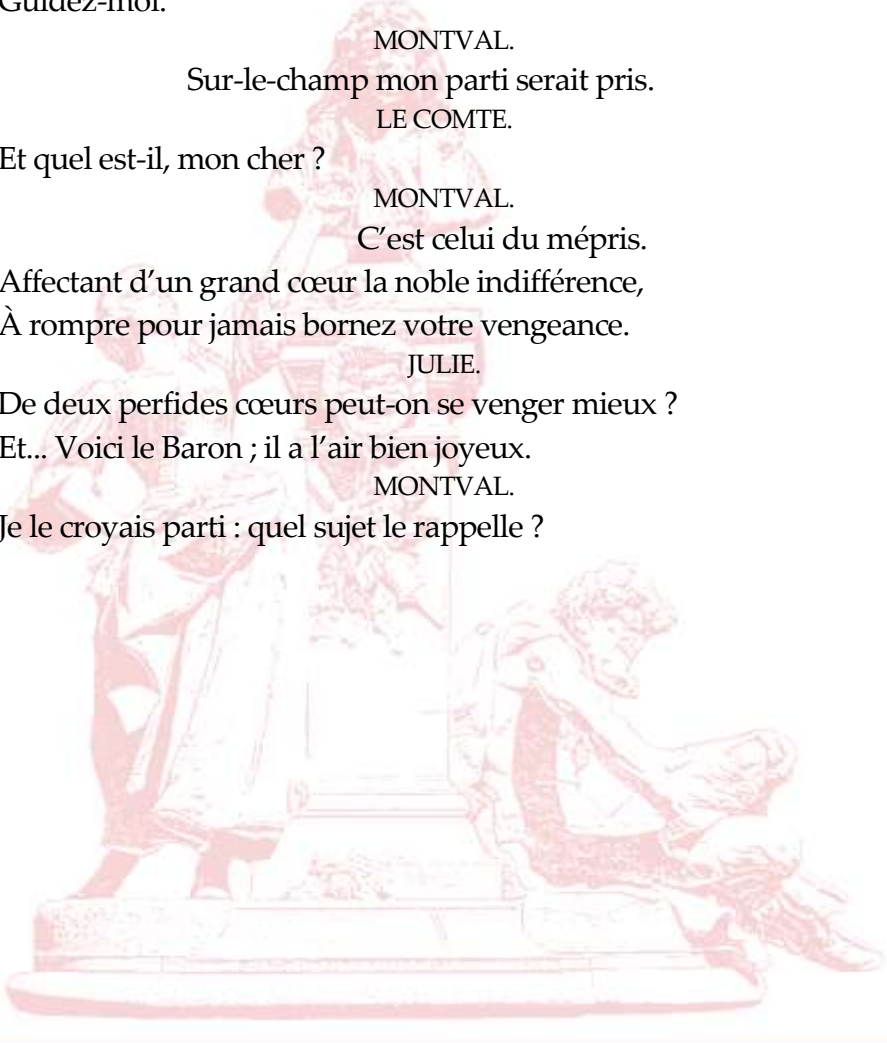 Guidez-moi.
MONTVAL.
Sur-le-champ mon parti serait pris.
LE COMTE.
Et quel est-il, mon cher ?
MONTVAL.
C’est celui du mépris.
Affectant d’un grand cœur la noble indifférence,
À rompre pour jamais bornez votre vengeance.
JULIE.
De deux perfides cœurs peut-on se venger mieux ?
Et... Voici le Baron ; il a l’air bien joyeux.
MONTVAL.
Je le croyais parti : quel sujet le rappelle ?